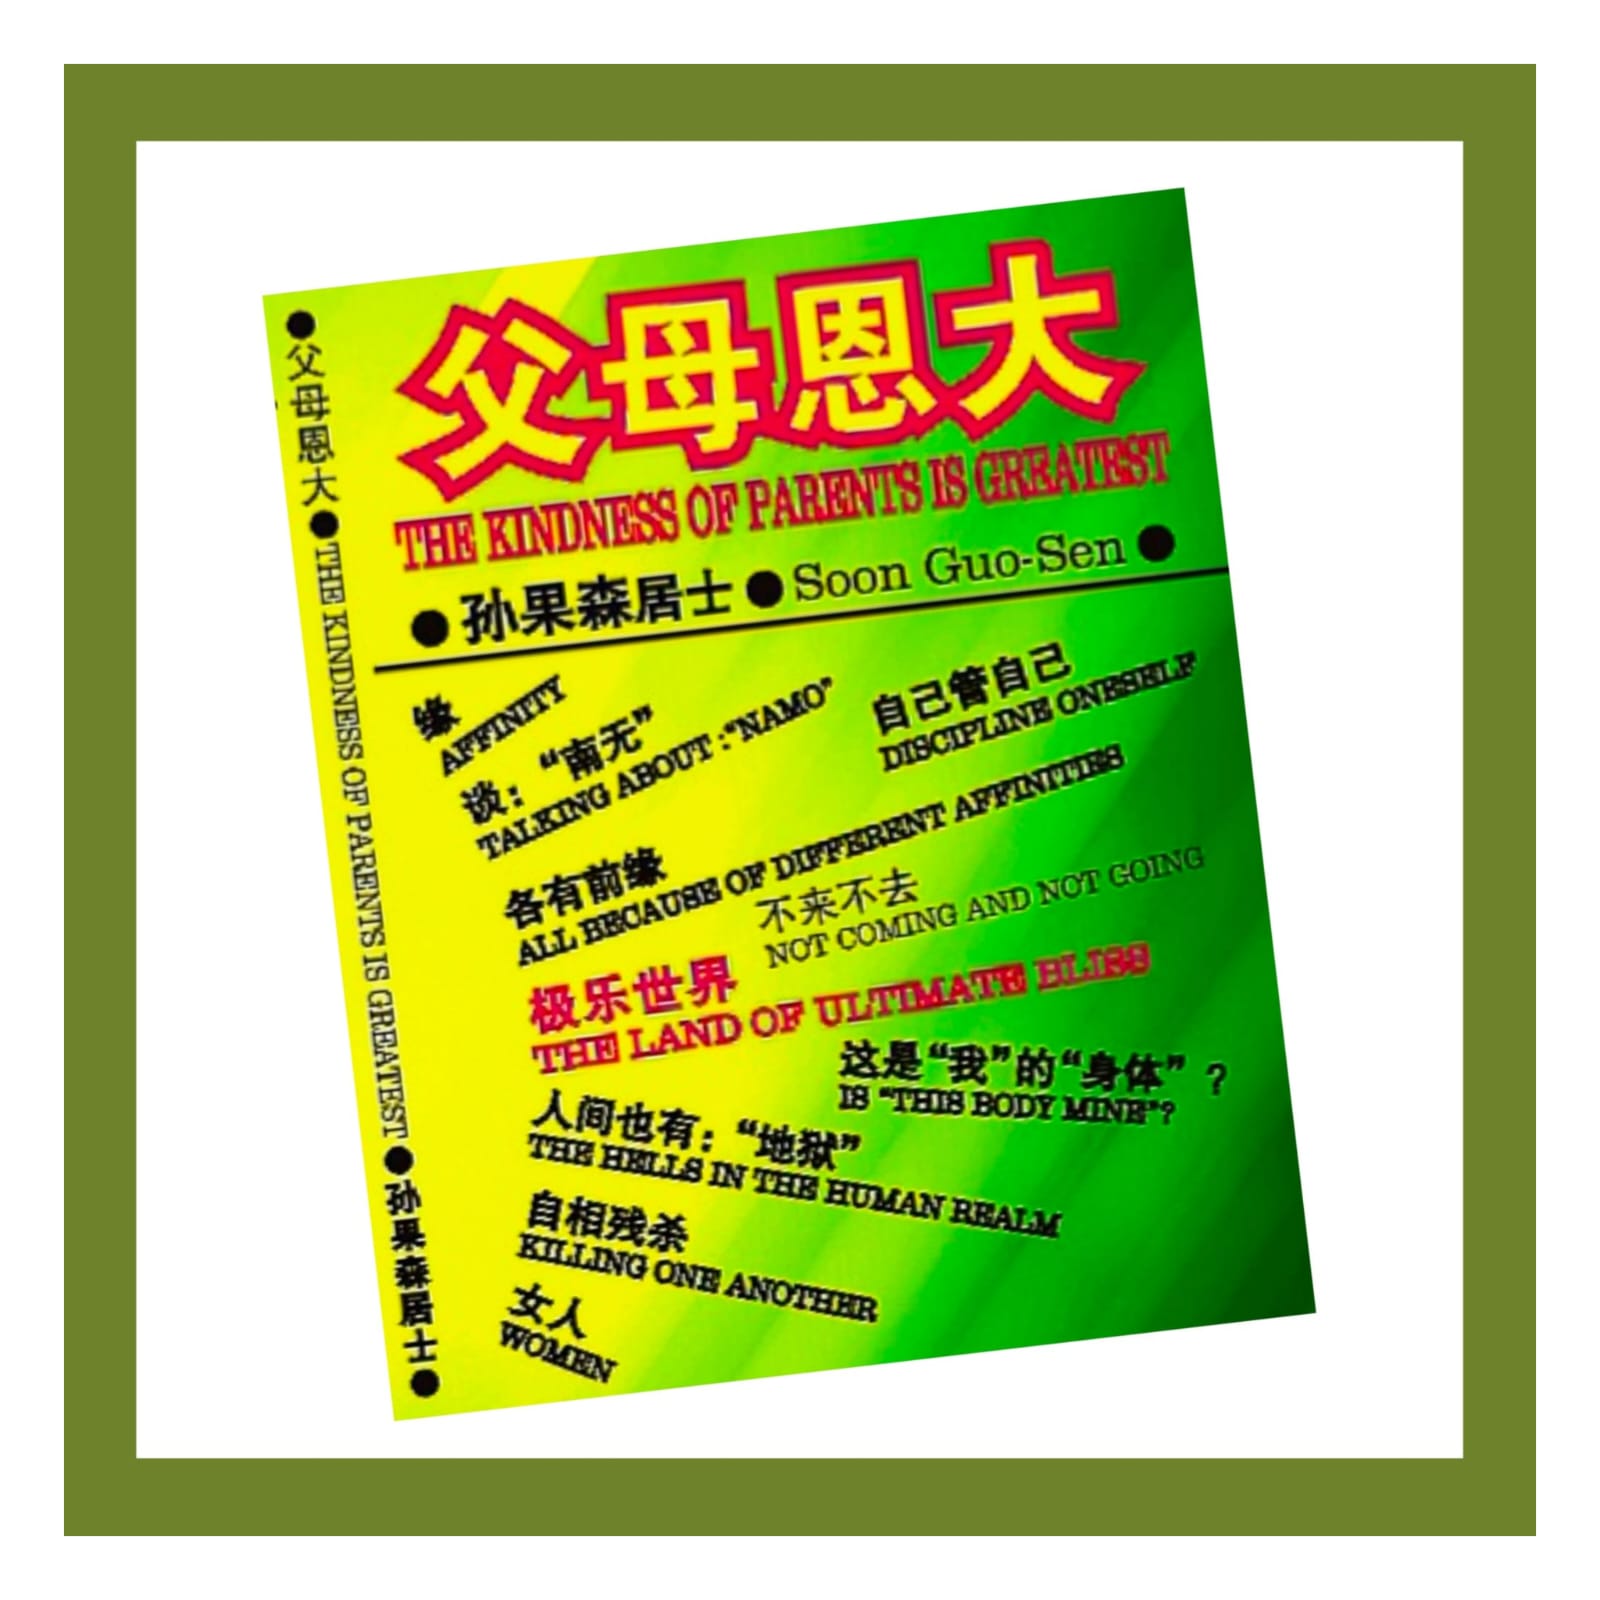 父母恩大
THE KINDNESS OF PARENTS IS GREATEST
●孙果森居士●Soon Guo-Sen●
缘
AFFINITY
谈：“南无”
TALKING ABOUT :“NAMO”
自己管自己
DISCIPLINE ONESELF
各有前缘
ALL BECAUSE OF DIFFERENT AFFINITIES
不来不去
NOT COMING AND NOT GOING
极乐世界
THE LAND OF ULTIMATE BLISS
这是“我”的“身体”？
IS “THIS BODY MINE”?
人间也有：“地狱”
THE HELLS IN THE HUMAN REALM
自相残杀
KILLING ONE ANOTHER
女人
WOMEN
●父母恩大●THE KINDNESS OF PARENTS IS GREATEST●孙果森居士●